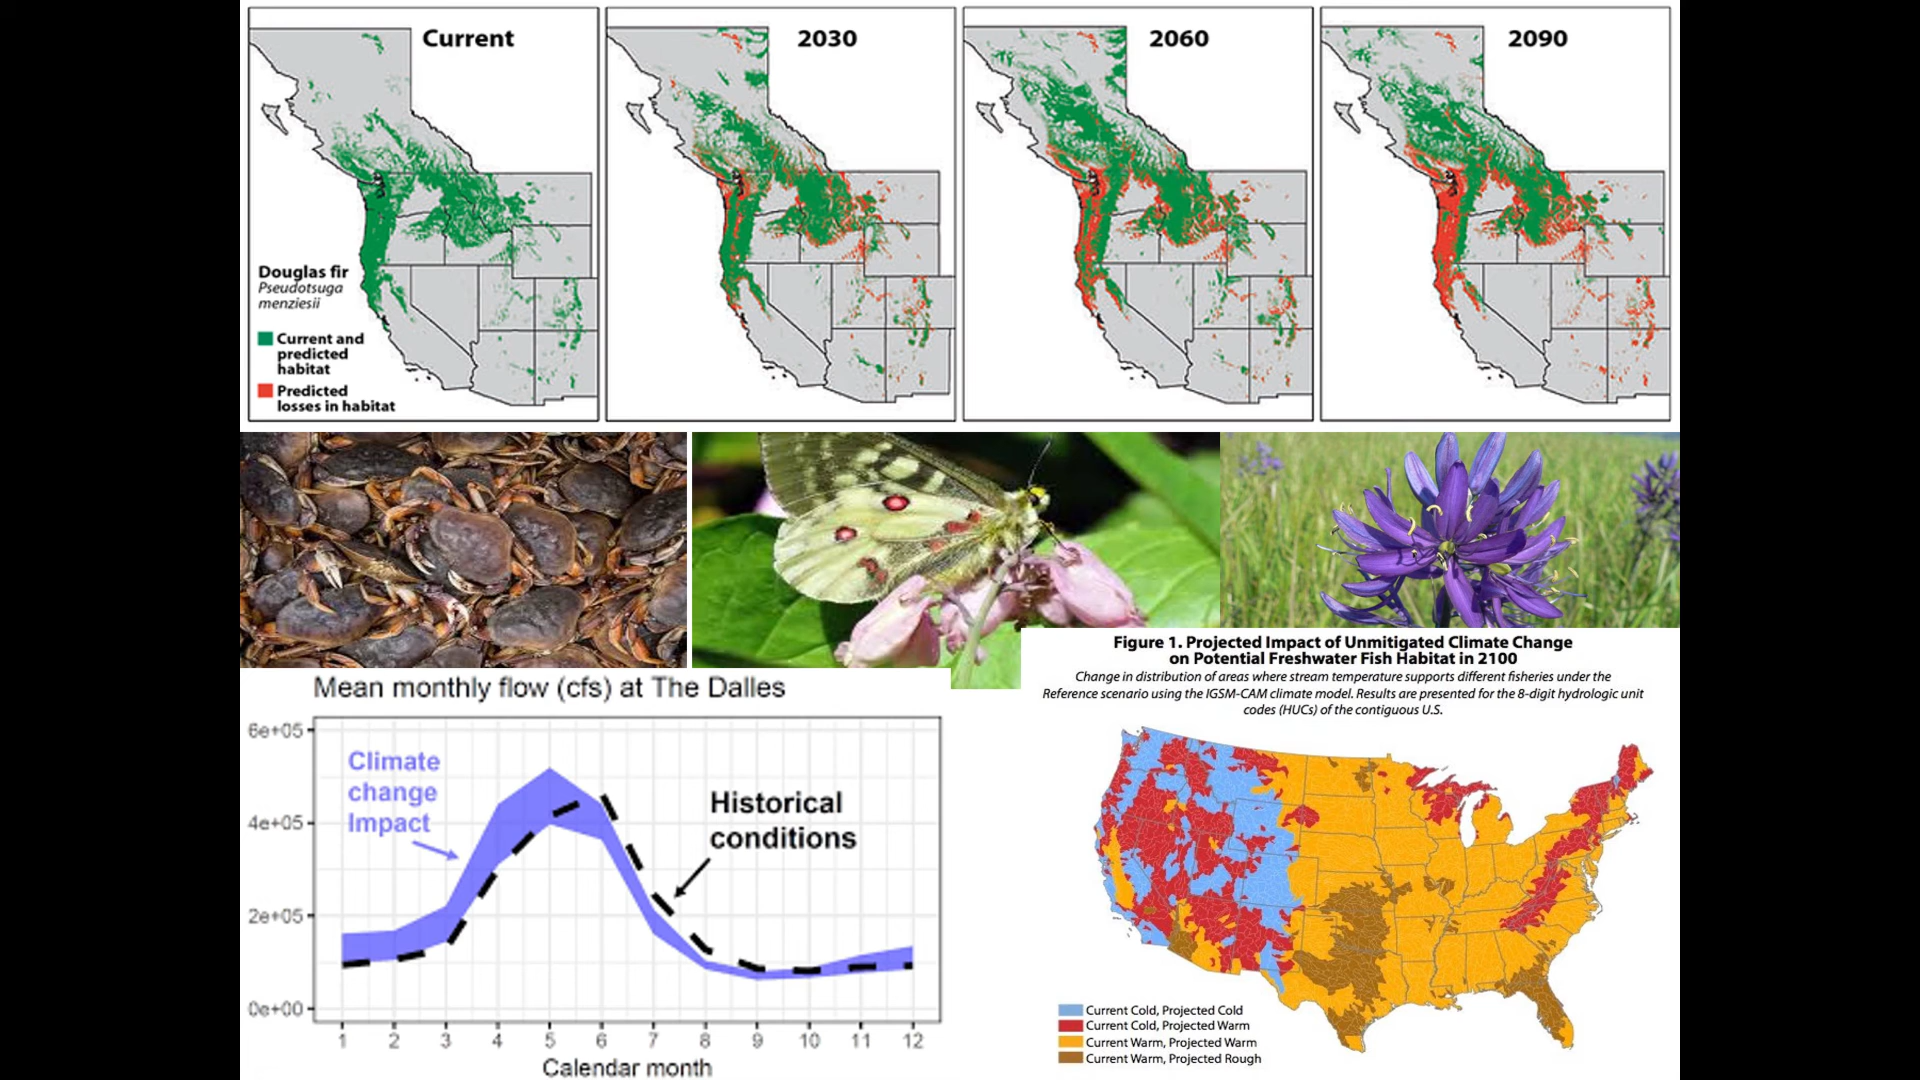 Current
2030
2060
2090
Douglas fir
Pseudotsuga
menziesii
Current and
predicted
habitat
Predicted
losses in habitat
Mean monthly flow (cfs) at The Dalles
6e+05
4e+05
2e+05
0e+00
Climate
change
Impact
Historical
conditions
1 2 3 4 5 6 7 8 9 10 11 12
Calendar month
Figure 1. Projected Impact of Unmitigated Climate Change
on Potential Freshwater Fish Habitat in 2100
Change in distribution of areas where stream temperature supports different fisheries under the
Reference scenario using the IGSM-CAM climate model. Results are presented for the 8-digit hydrologic unit
codes (HUCs) of the contiguous U.S.
Current Cold, Projected Cold
Current Cold, Projected Warm
Current Warm, Projected Warm
Current Warm, Projected Rough